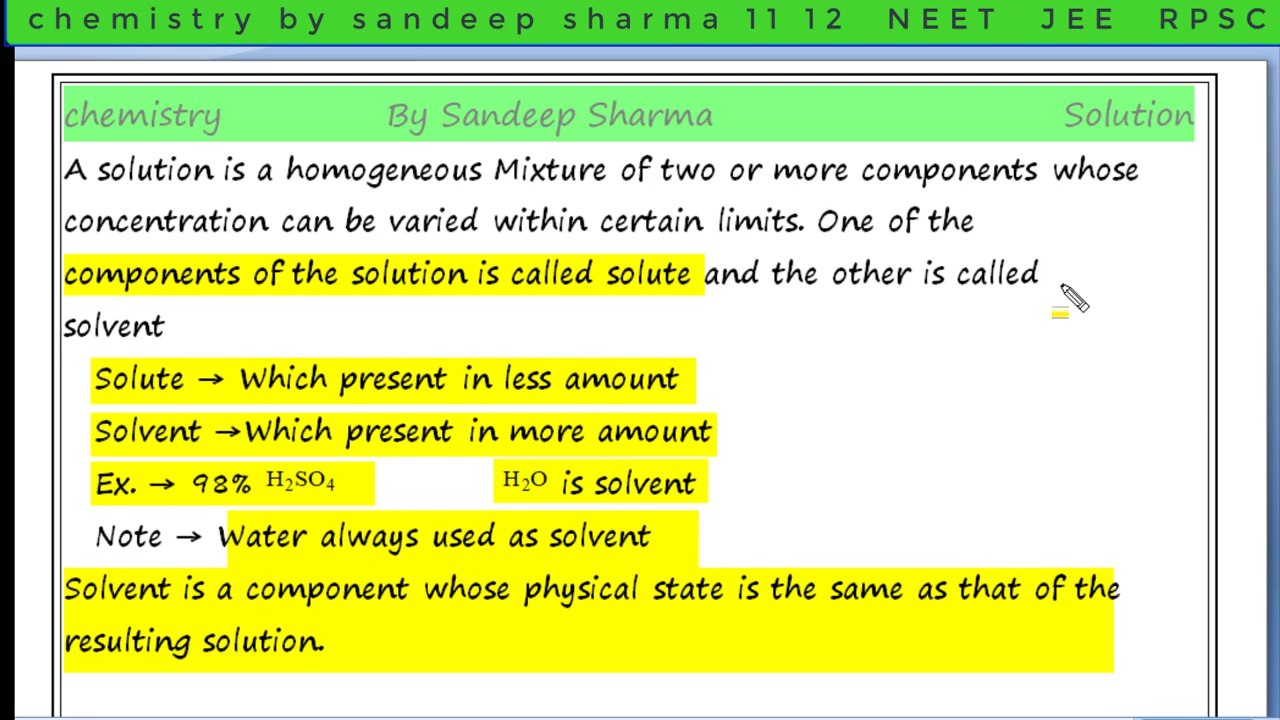 chemistry by sandeep sharma 11 12 NEET JEE RPSC
chemistry By Sandeep Sharma Solution
A solution is a homogeneous Mixture of two or more components whose
concentration can be varied within certain limits. One of the
components of the solution is called solute and the other is called
solvent
Solute → Which present in less amount
Solvent →Which present in more amount
Ex. → 98% H₂SO₄ H₂O is solvent
Note → Water always used as solvent
Solvent is a component whose physical state is the same as that of the
resulting solution.